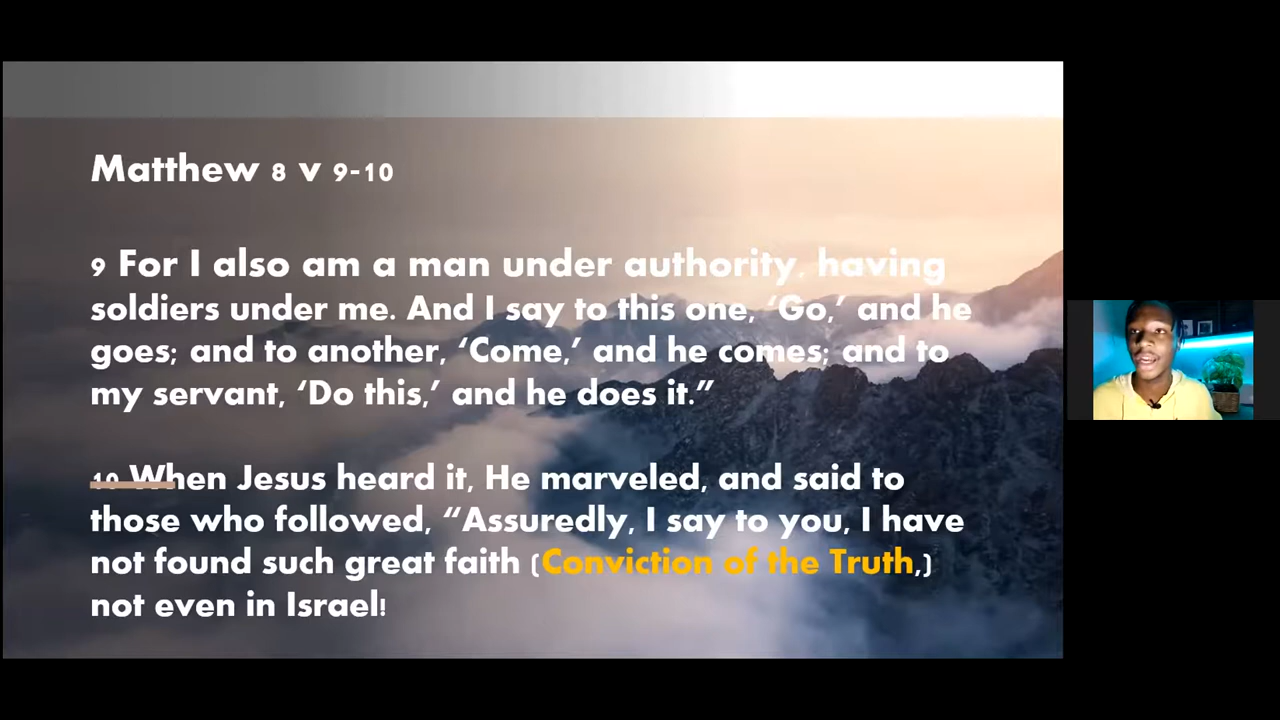 Matthew 8 v 9-10
9 For I also am a man under authority, having
soldiers under me. And I say to this one, ‘Go,’ and he
goes; and to another, ‘Come,’ and he comes; and to
my servant, ‘Do this,’ and he does it.”
10 When Jesus heard it, He marveled, and said to
those who followed, “Assuredly, I say to you, I have
not found such great faith (Conviction of the Truth,)
not even in Israel!